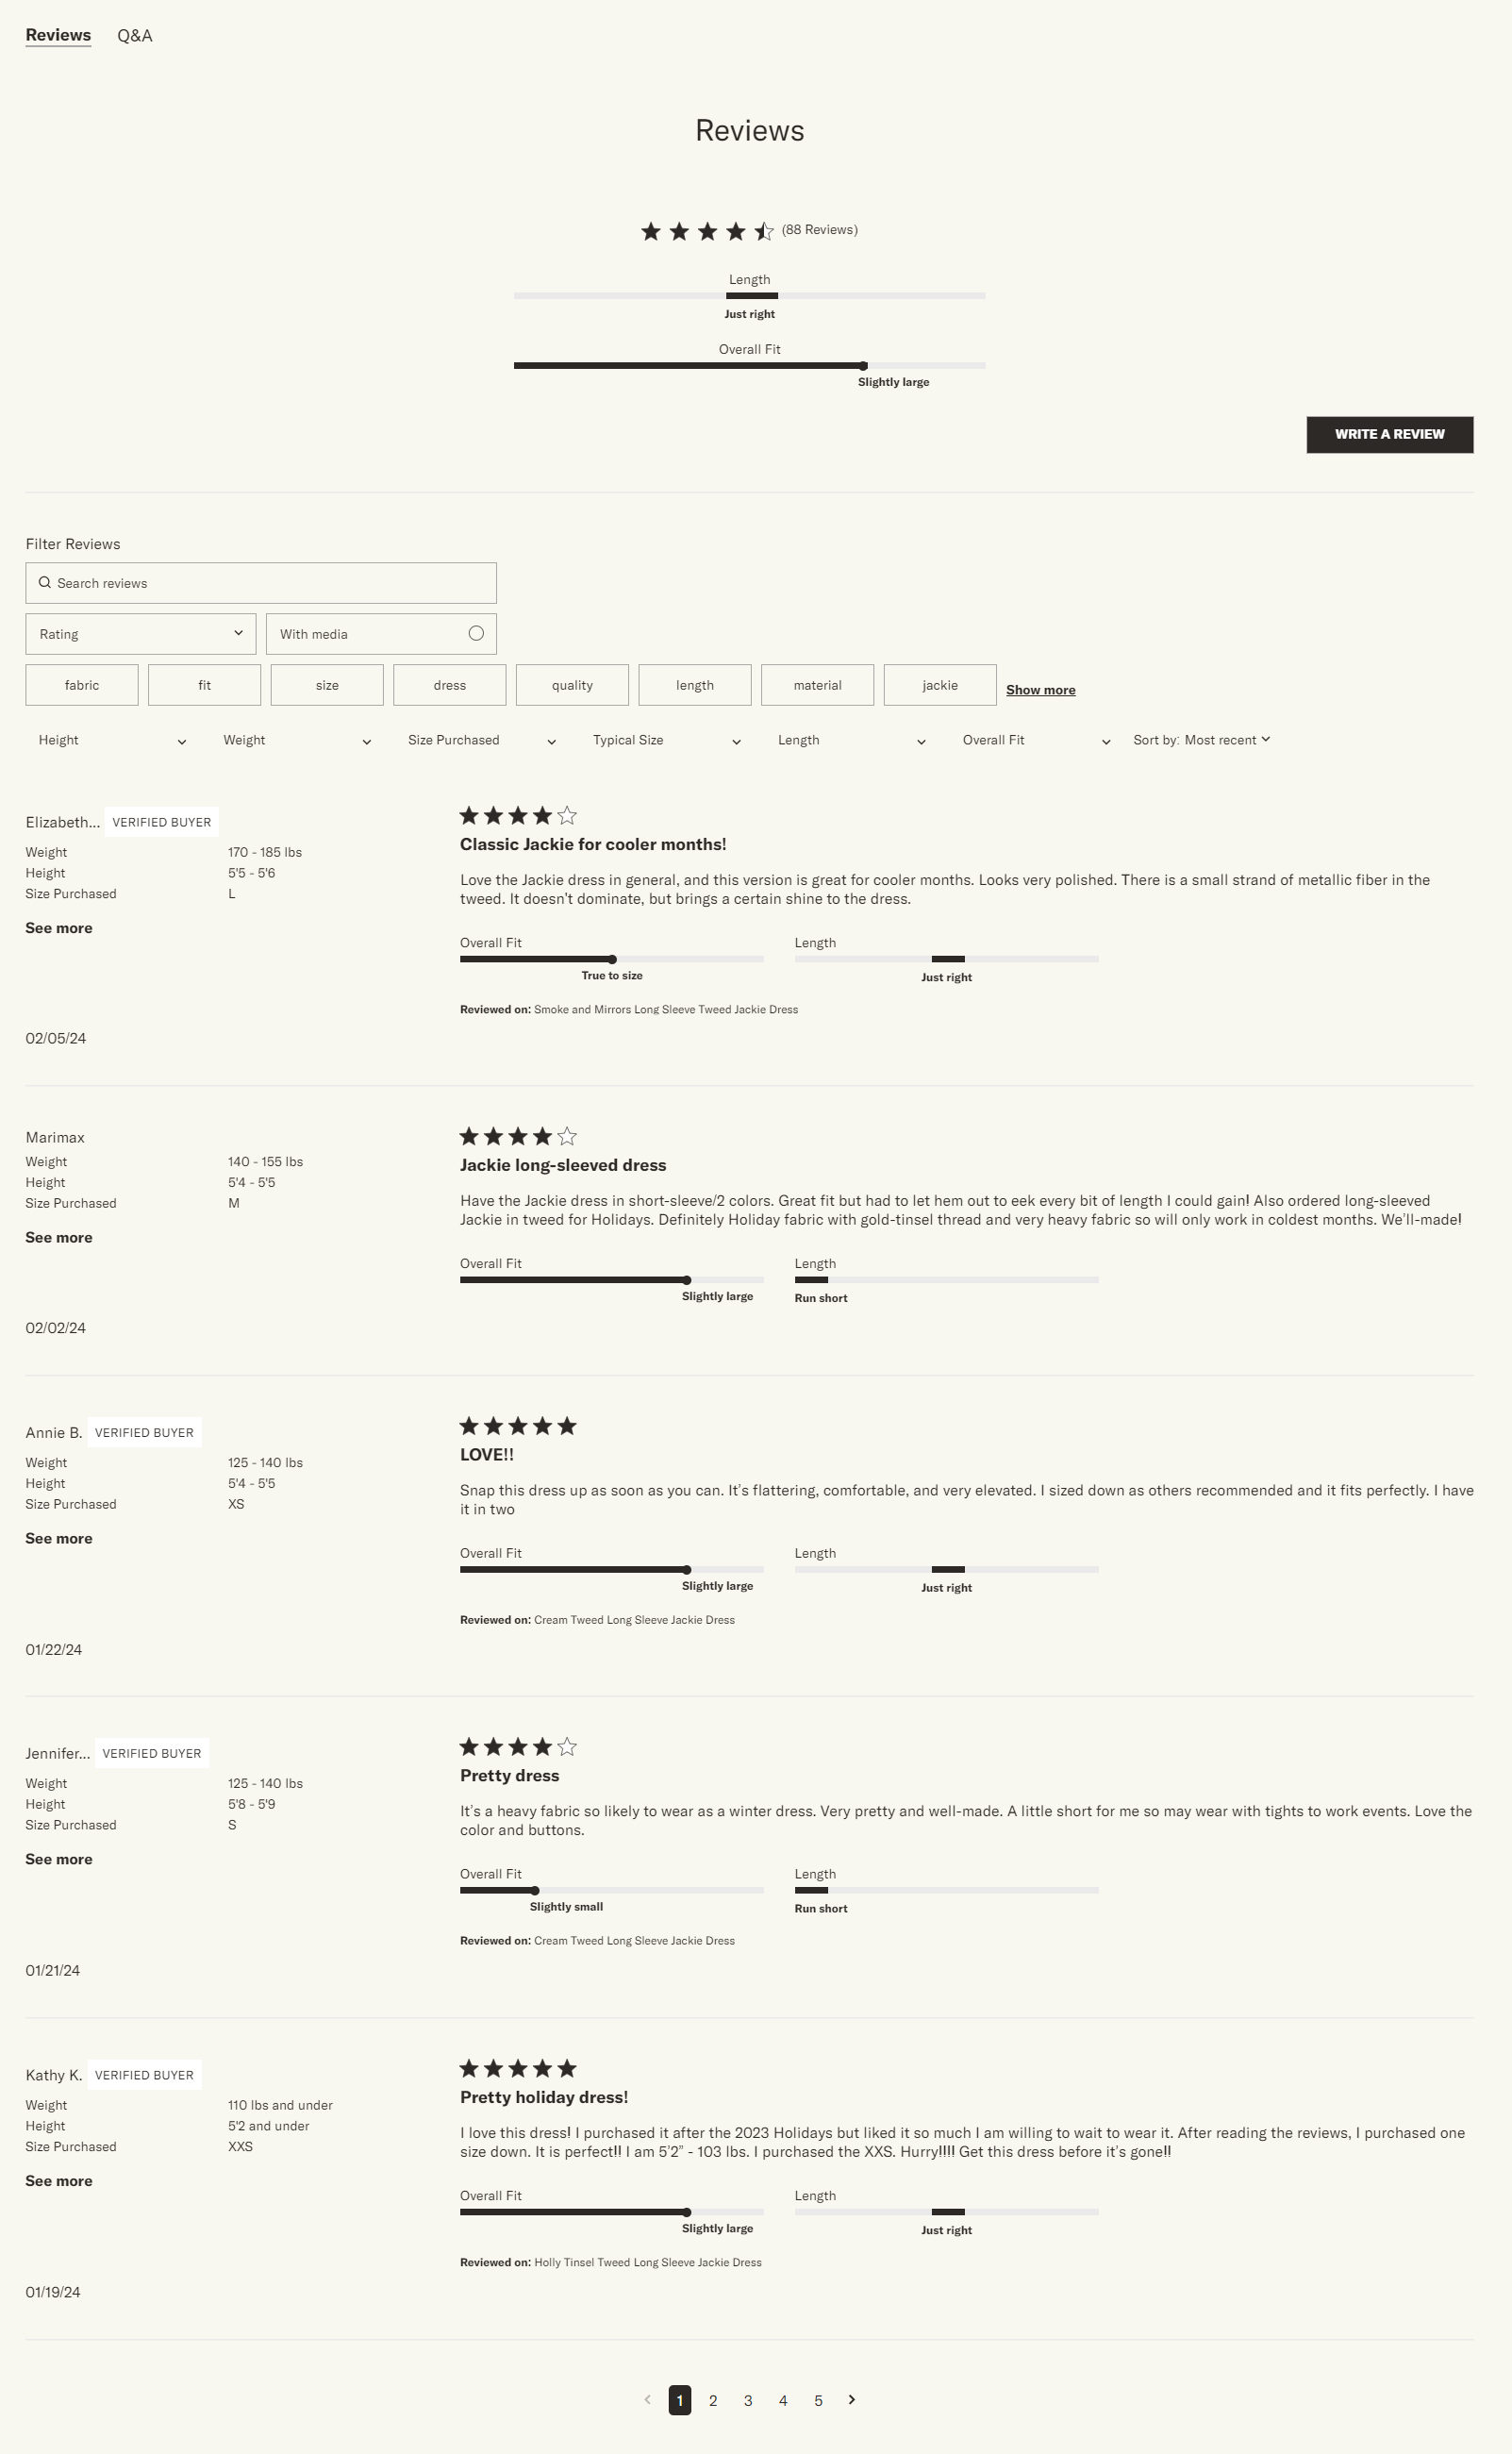 Reviews Q&A
Reviews
(88 Reviews)
Length
Just right
Overall Fit
Slightly large
WRITE A REVIEW
Filter Reviews
Search reviews
Rating With media
fabric fit size dress quality length material jackie Show more
Height Weight Size Purchased Typical Size Length Overall Fit Sort by: Most recent
Elizabeth... VERIFIED BUYER
Weight 170 - 185 lbs
Height 5'5 - 5'6
Size Purchased L
See more
Classic Jackie for cooler months!
Love the Jackie dress in general, and this version is great for cooler months. Looks very polished. There is a small strand of metallic fiber in the
tweed. It doesn't dominate, but brings a certain shine to the dress.
Overall Fit Length
True to size Just right
Reviewed on: Smoke and Mirrors Long Sleeve Tweed Jackie Dress
02/05/24
Marimax
Weight 140 - 155 lbs
Height 5'4 - 5'5
Size Purchased M
See more
Jackie long-sleeved dress
Have the Jackie dress in short-sleeve/2 colors. Great fit but had to let hem out to eek every bit of length I could gain! Also ordered long-sleeved
Jackie in tweed for Holidays. Definitely Holiday fabric with gold-tinsel thread and very heavy fabric so will only work in coldest months. We'll-made!
Overall Fit Length
Slightly large Run short
02/02/24
Annie B. VERIFIED BUYER
Weight 125 - 140 lbs
Height 5'4 - 5'5
Size Purchased XS
See more
LOVE!!
Snap this dress up as soon as you can. It's flattering, comfortable, and very elevated. I sized down as others recommended and it fits perfectly. I have
it in two
Overall Fit Length
Slightly large Just right
Reviewed on: Cream Tweed Long Sleeve Jackie Dress
01/22/24
Jennifer... VERIFIED BUYER
Weight 125 - 140 lbs
Height 5'8 - 5'9
Size Purchased S
See more
Pretty dress
It's a heavy fabric so likely to wear as a winter dress. Very pretty and well-made. A little short for me so may wear with tights to work events. Love the
color and buttons.
Overall Fit Length
Slightly small Run short
Reviewed on: Cream Tweed Long Sleeve Jackie Dress
01/21/24
Kathy K. VERIFIED BUYER
Weight 110 lbs and under
Height 5'2 and under
Size Purchased XXS
See more
Pretty holiday dress!
I love this dress! I purchased it after the 2023 Holidays but liked it so much I am willing to wait to wear it. After reading the reviews, I purchased one
size down. It is perfect!! I am 5'2” - 103 lbs. I purchased the XXS. Hurry!!!! Get this dress before it's gone!!
Overall Fit Length
Slightly large Just right
Reviewed on: Holly Tinsel Tweed Long Sleeve Jackie Dress
01/19/24
1 2 3 4 5